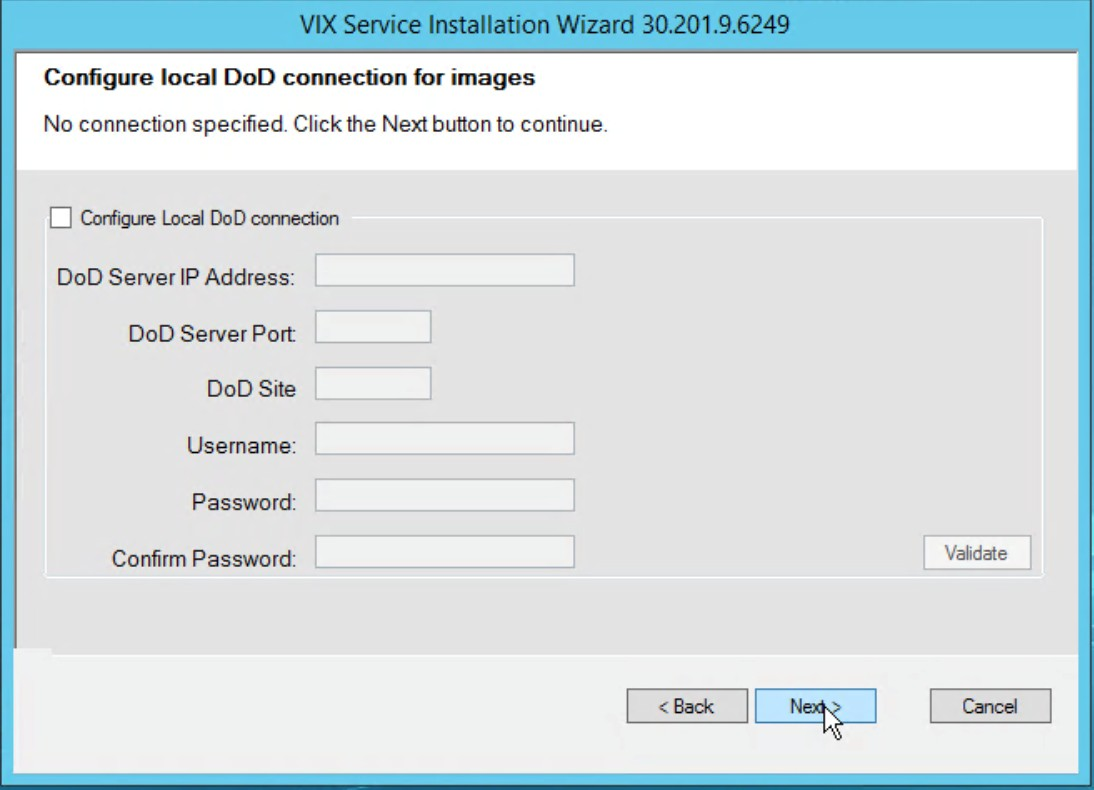 VIX Service Installation Wizard 30.201.9.6249
Configure local DoD connection for images
No connection specified. Click the Next button to continue.
Configure Local DoD connection
DoD Server IP Address:
DoD Server Port:
DoD Site
Username:
Password:
Confirm Password:
Validate
< Back
Next >
Cancel